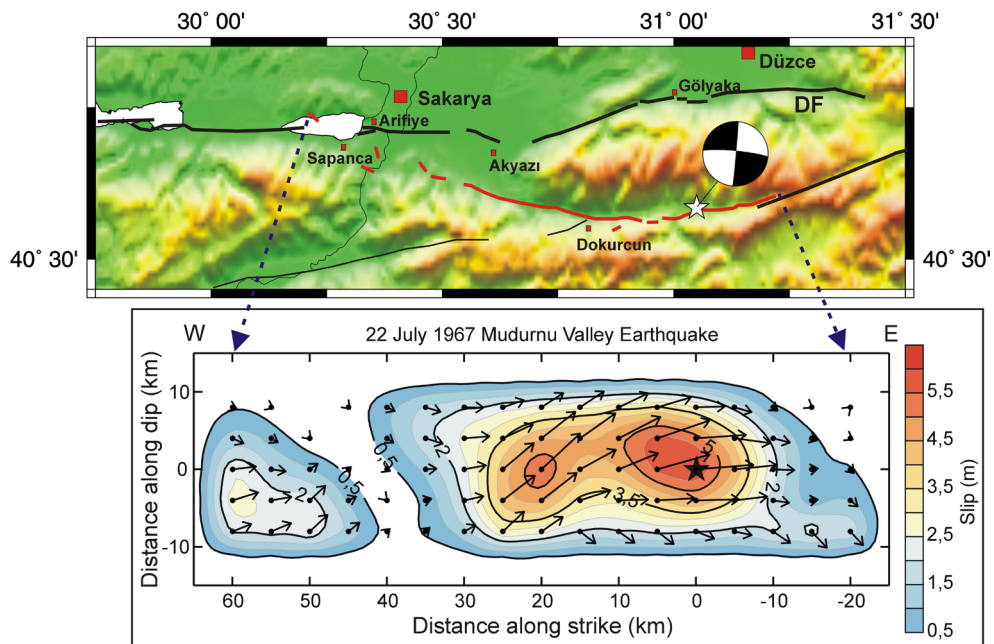 30˚ 00'
30˚ 30'
31˚ 00'
31˚ 30'
Düzce
Gölyaka
DF
Sakarya
Arifiye
Sapanca
Akyazı
Dokurcun
40˚ 30'
40˚ 30'
W
22 July 1967 Mudurnu Valley Earthquake
E
Distance along dip (km)
10
0
-10
0,5
2
0,5
2
3,5
5
2
60
50
40
30
20
10
0
-10
-20
Distance along strike (km)
5,5
4,5
3,5
2,5
1,5
0,5
Slip (m)